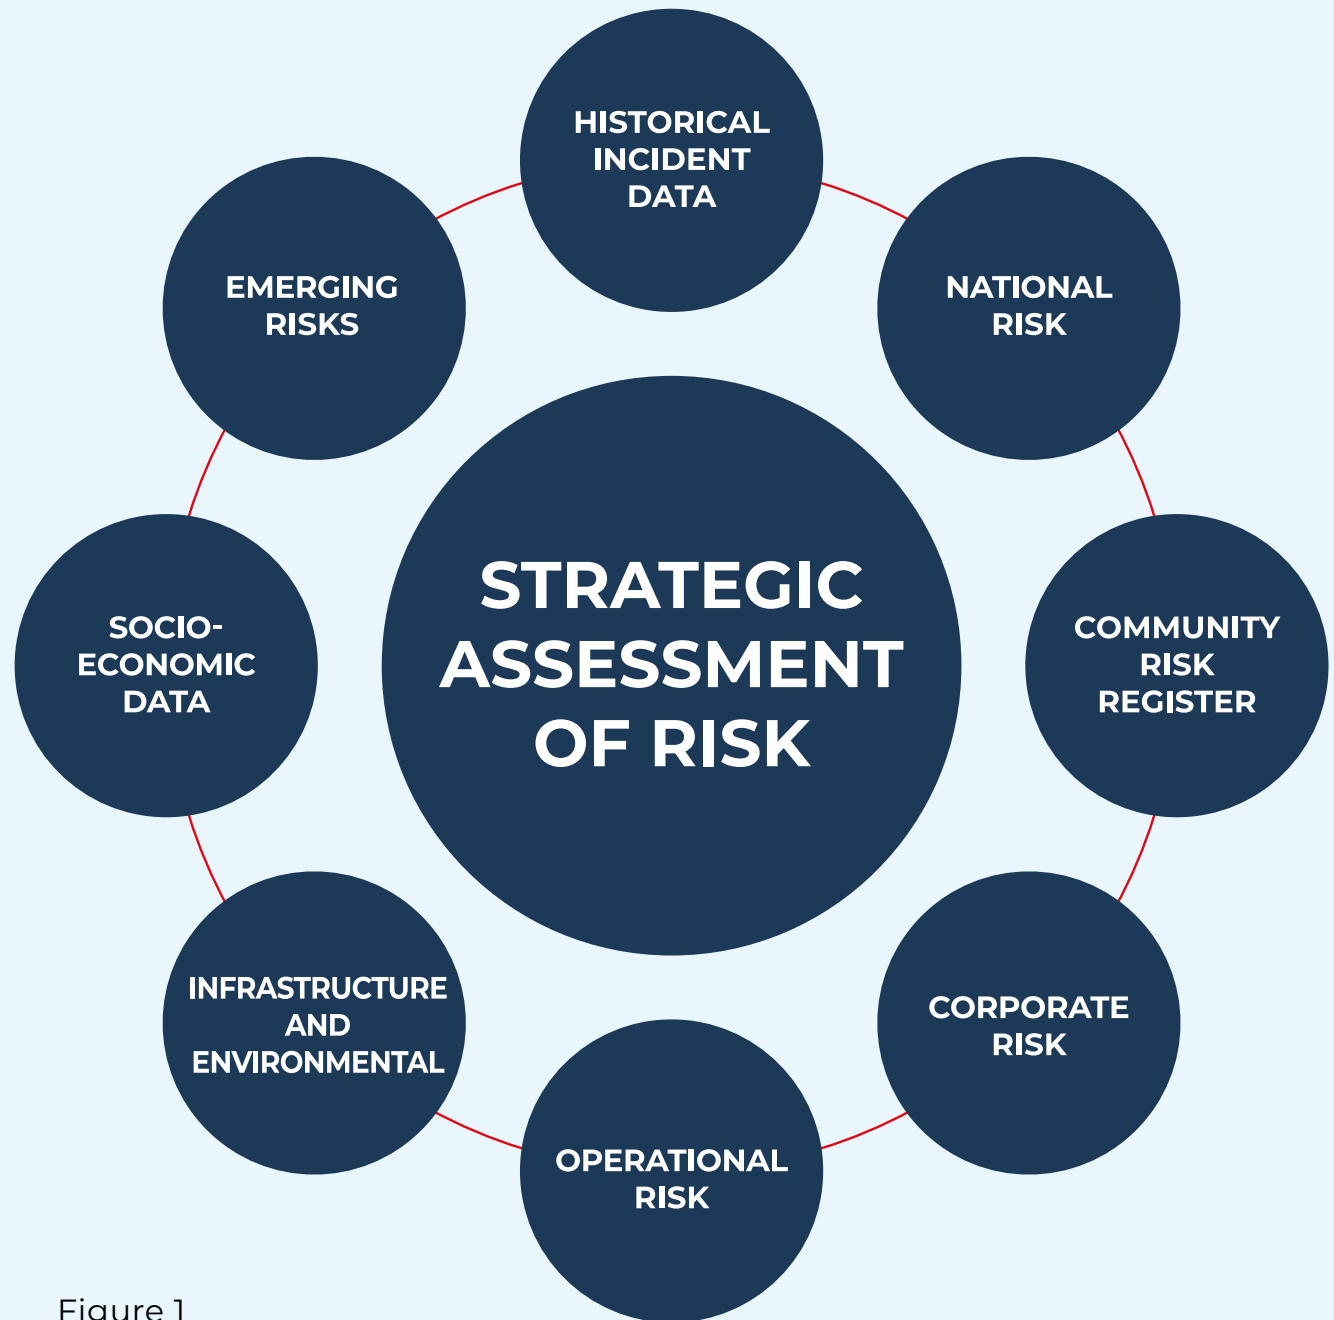 HISTORICAL
INCIDENT
DATA
NATIONAL
RISK
COMMUNITY
RISK
REGISTER
CORPORATE
RISK
OPERATIONAL
RISK
INFRASTRUCTURE
AND
ENVIRONMENTAL
SOCIO-
ECONOMIC
DATA
EMERGING
RISKS
STRATEGIC
ASSESSMENT
OF RISK
Figure 1